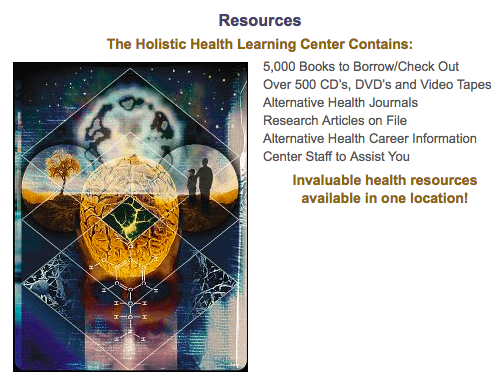 Resources
The Holistic Health Learning Center Contains:
5,000 Books to Borrow/Check Out
Over 500 CD's, DVD's and Video Tapes
Alternative Health Journals
Research Articles on File
Alternative Health Career Information
Center Staff to Assist You
Invaluable health resources
available in one location!